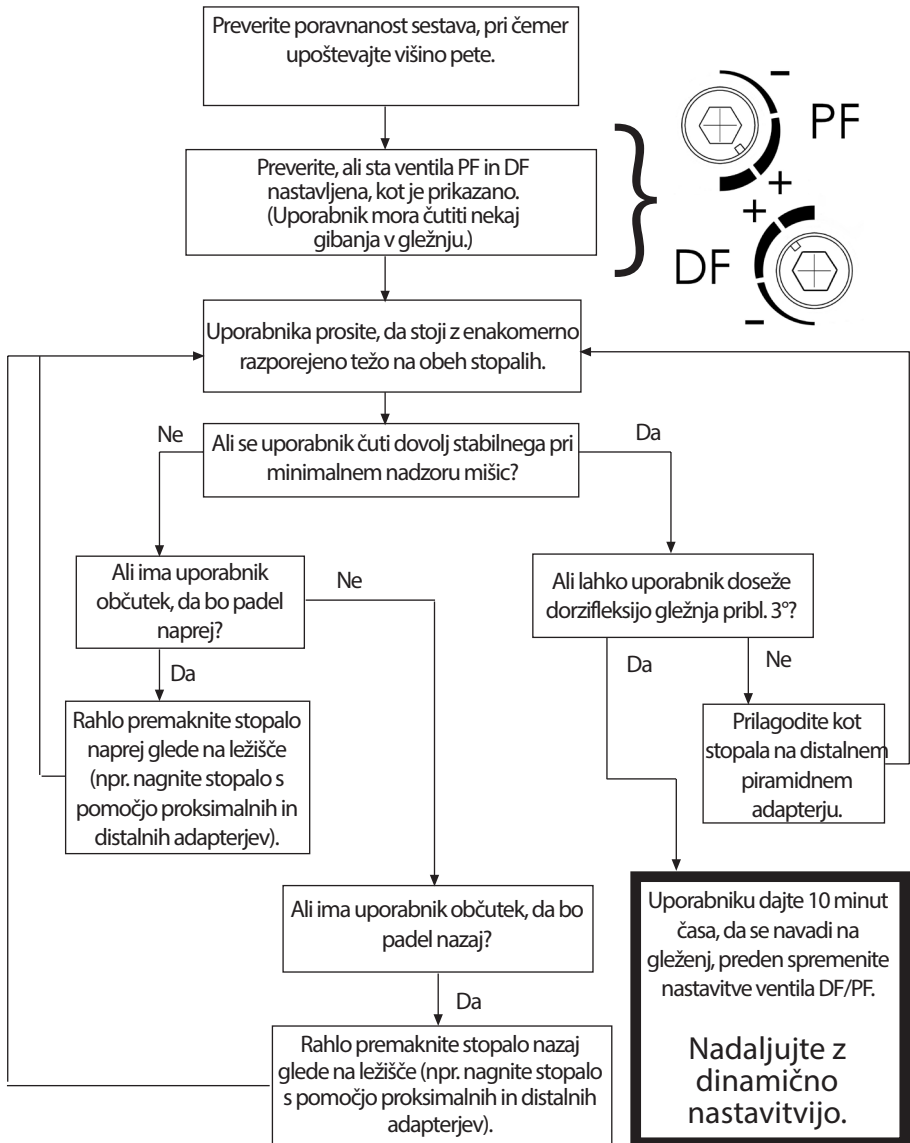 Preverite poravnanost sestava, pri čemer
upoštevajte višino pete.
Preverite, ali sta ventila PF in DF
nastavljena, kot je prikazano.
(Uporabnik mora čutiti nekaj
gibanja v gležnju.)
-
PF
+
+
DF
-
Uporabnika prosite, da stoji z enakomerno
razporejeno težo na obeh stopalih.
Ne
Ali se uporabnik čuti dovolj stabilnega pri
minimalnem nadzoru mišic?
Da
Ali ima uporabnik
občutek, da bo padel
naprej?
Ne
Da
Rahlo premaknite stopalo
naprej glede na ležišče
(npr. nagnite stopalo s
pomočjo proksimalnih in
distalnih adapterjev).
Ali lahko uporabnik doseže
dorzifleksijo gležnja pribl. 3°?
Da
Ne
Prilagodite kot
stopala na distalnem
piramidnem
adapterju.
Ali ima uporabnik občutek, da bo
padel nazaj?
Da
Rahlo premaknite stopalo nazaj
glede na ležišče (npr. nagnite stopalo
s pomočjo proksimalnih in distalnih
adapterjev).
Uporabniku dajte 10 minut
časa, da se navadi na
gleženj, preden spremenite
nastavitve ventila DF/PF.
Nadaljujte z
dinamično
nastavitvijo.